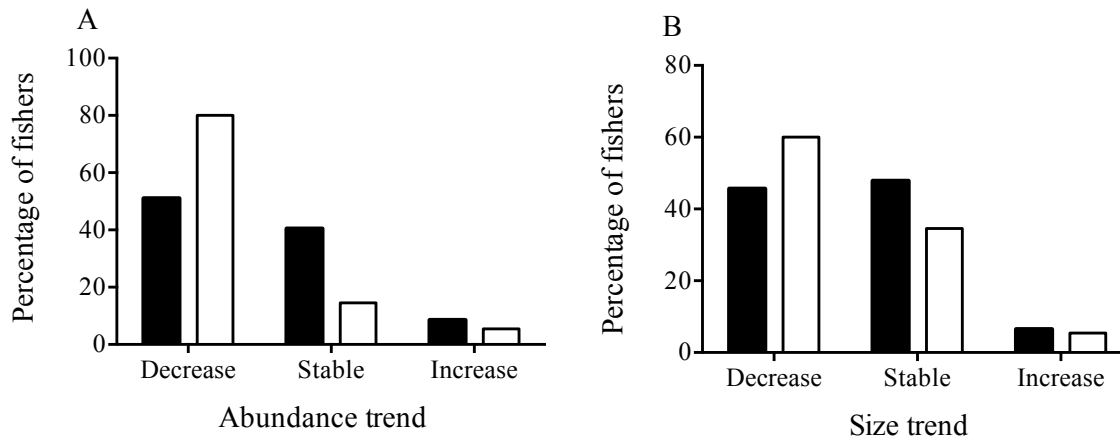 A
Percentage of fishers
100
80
60
40
20
0
Decrease Stable Increase
Abundance trend
B
Percentage of fishers
80
60
40
20
0
Decrease Stable Increase
Size trend